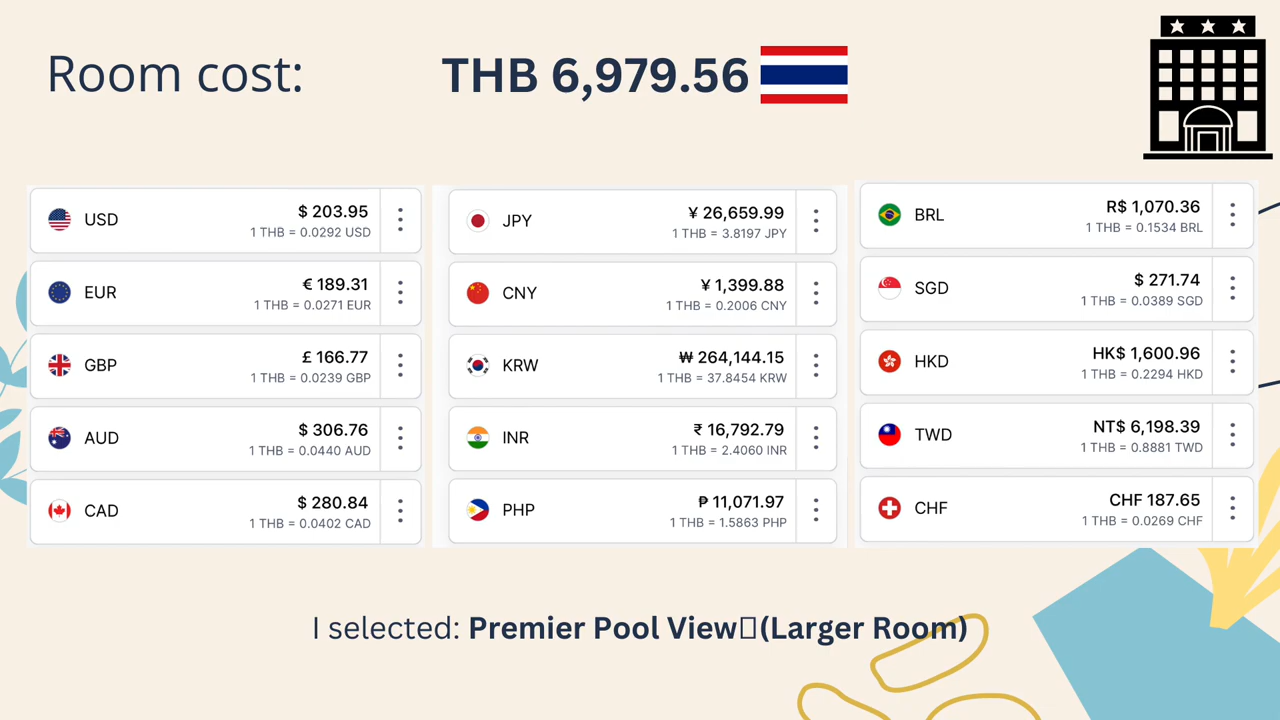 Room cost:
THB 6,979.56
USD
$ 203.95
1 THB = 0.0292 USD
EUR
€ 189.31
1 THB = 0.0271 EUR
GBP
£ 166.77
1 THB = 0.0239 GBP
AUD
$ 306.76
1 THB = 0.0440 AUD
CAD
$ 280.84
1 THB = 0.0402 CAD
JPY
¥ 26,659.99
1 THB = 3.8197 JPY
CNY
¥ 1,399.88
1 THB = 0.2006 CNY
KRW
₩ 264,144.15
1 THB = 37.8454 KRW
INR
₹ 16,792.79
1 THB = 2.4060 INR
PHP
₱ 11,071.97
1 THB = 1.5863 PHP
BRL
R$ 1,070.36
1 THB = 0.1534 BRL
SGD
$ 271.74
1 THB = 0.0389 SGD
HKD
HK$ 1,600.96
1 THB = 0.2294 HKD
TWD
NT$ 6,198.39
1 THB = 0.8881 TWD
CHF
CHF 187.65
1 THB = 0.0269 CHF
I selected: Premier Pool View▯(Larger Room)